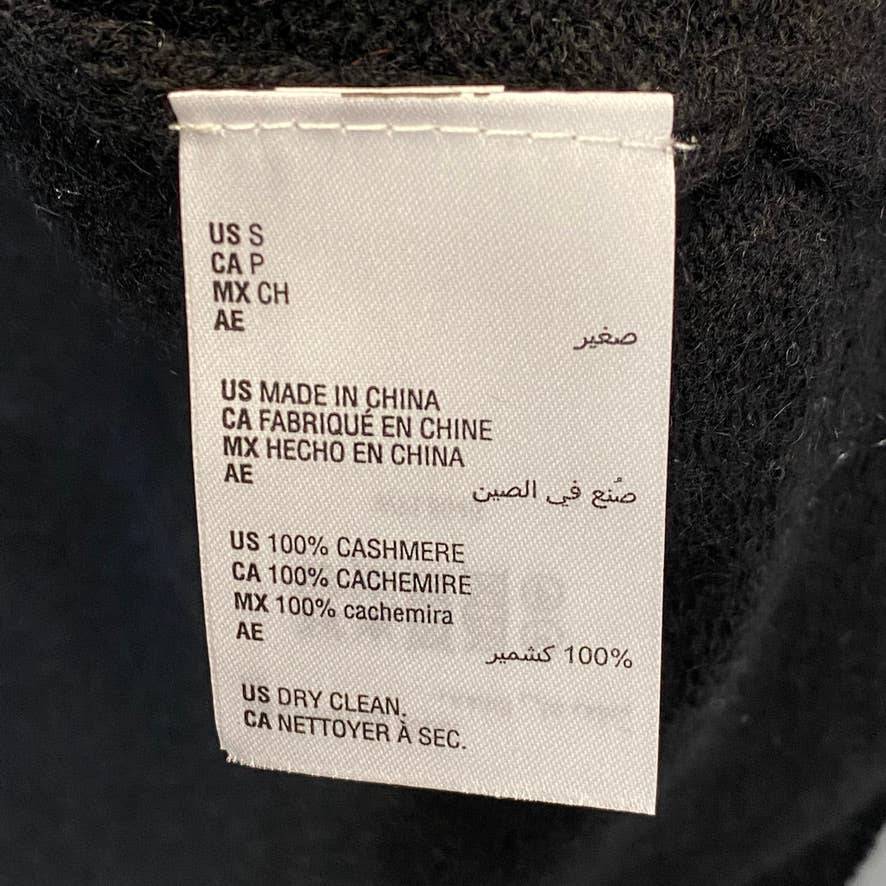 US S
CA P
MX CH
AE
صغير
US MADE IN CHINA
CA FABRIQUÉ EN CHINE
MX HECHO EN CHINA
AE
صُنع في الصين
US 100% CASHMERE
CA 100% CACHEMIRE
MX 100% cachemira
AE
100% كشمير
US DRY CLEAN.
CA NETTOYER À SEC.